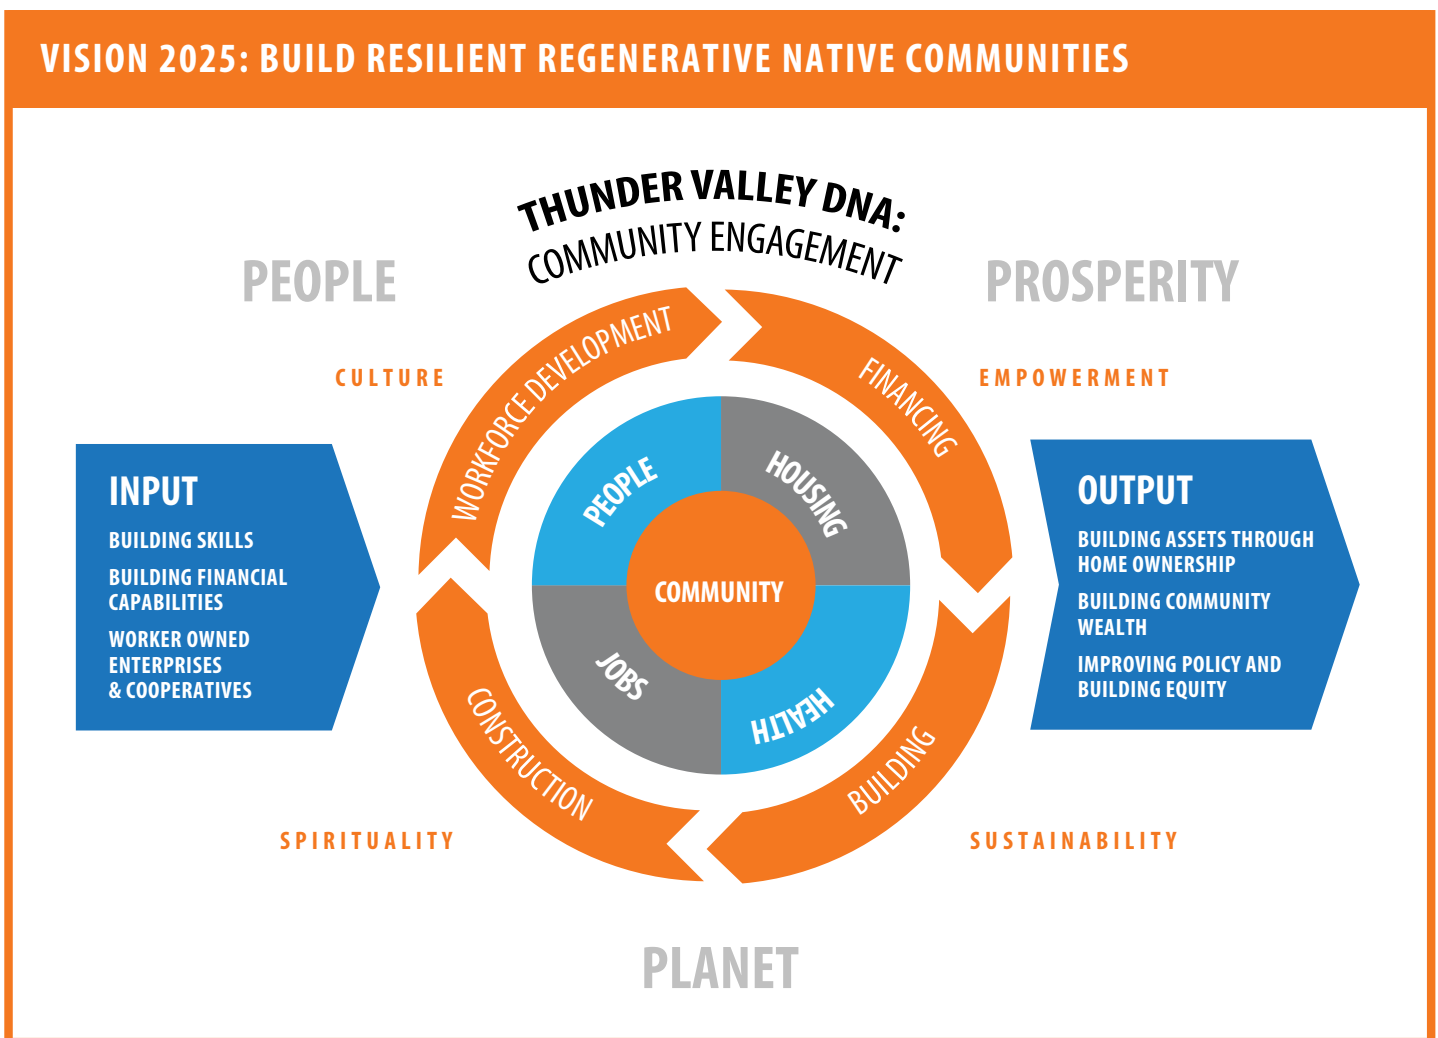 VISION 2025: BUILD RESILIENT REGENERATIVE NATIVE COMMUNITIES
THUNDER VALLEY DNA:
COMMUNITY ENGAGEMENT
PEOPLE
PROSPERITY
CULTURE
EMPOWERMENT
WORKFORCE DEVELOPMENT
FINANCING
INPUT
BUILDING SKILLS
BUILDING FINANCIAL
CAPABILITIES
WORKER OWNED
ENTERPRISES
& COOPERATIVES
PEOPLE
HOUSING
COMMUNITY
JOBS
HEALTH
OUTPUT
BUILDING ASSETS THROUGH
HOME OWNERSHIP
BUILDING COMMUNITY
WEALTH
IMPROVING POLICY AND
BUILDING EQUITY
CONSTRUCTION
BUILDING
SPIRITUALITY
SUSTAINABILITY
PLANET